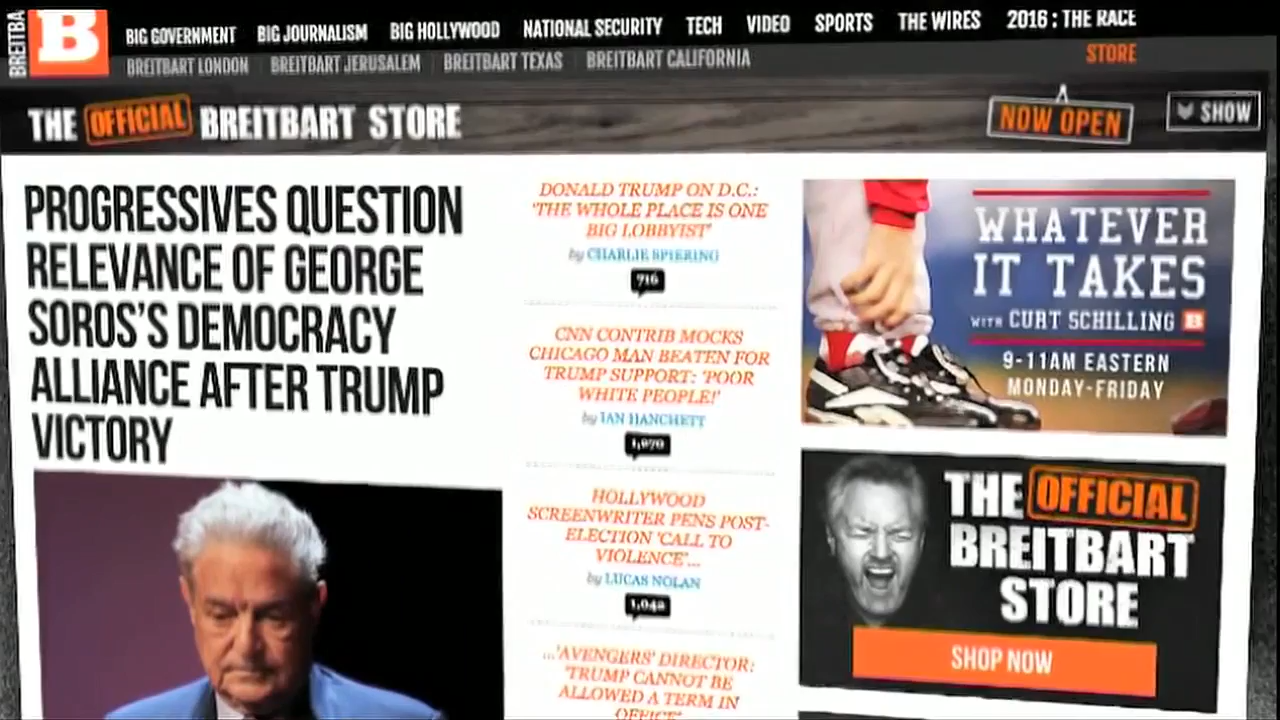 BREITBA
B
BIG GOVERNMENT BIG JOURNALISM BIG HOLLYWOOD NATIONAL SECURITY TECH VIDEO SPORTS THE WIRES 2016 : THE RACE
BREITBART LONDON BREITBART JERUSALEM BREITBART TEXAS BREITBART CALIFORNIA
STORE
THE OFFICIAL BREITBART STORE
NOW OPEN
SHOW
PROGRESSIVES QUESTION
RELEVANCE OF GEORGE
SOROS'S DEMOCRACY
ALLIANCE AFTER TRUMP
VICTORY
DONALD TRUMP ON D.C.:
'THE WHOLE PLACE IS ONE
BIG LOBBYIST'
by CHARLIE SPIERING
716
CNN CONTRIB MOCKS
CHICAGO MAN BEATEN FOR
TRUMP SUPPORT: 'POOR
WHITE PEOPLE!'
by IAN HANCHETT
HOLLYWOOD
SCREENWRITER PENS POST-
ELECTION 'CALL TO
VIOLENCE'...
by LUCAS NOLAN
1,042
...'AVENGERS' DIRECTOR:
'TRUMP CANNOT BE
ALLOWED A TERM IN
OFFICE'
WHATEVER
IT TAKES
WITH CURT SCHILLING B
9-11AM EASTERN
MONDAY-FRIDAY
THE OFFICIAL
BREITBART
STORE
SHOP NOW